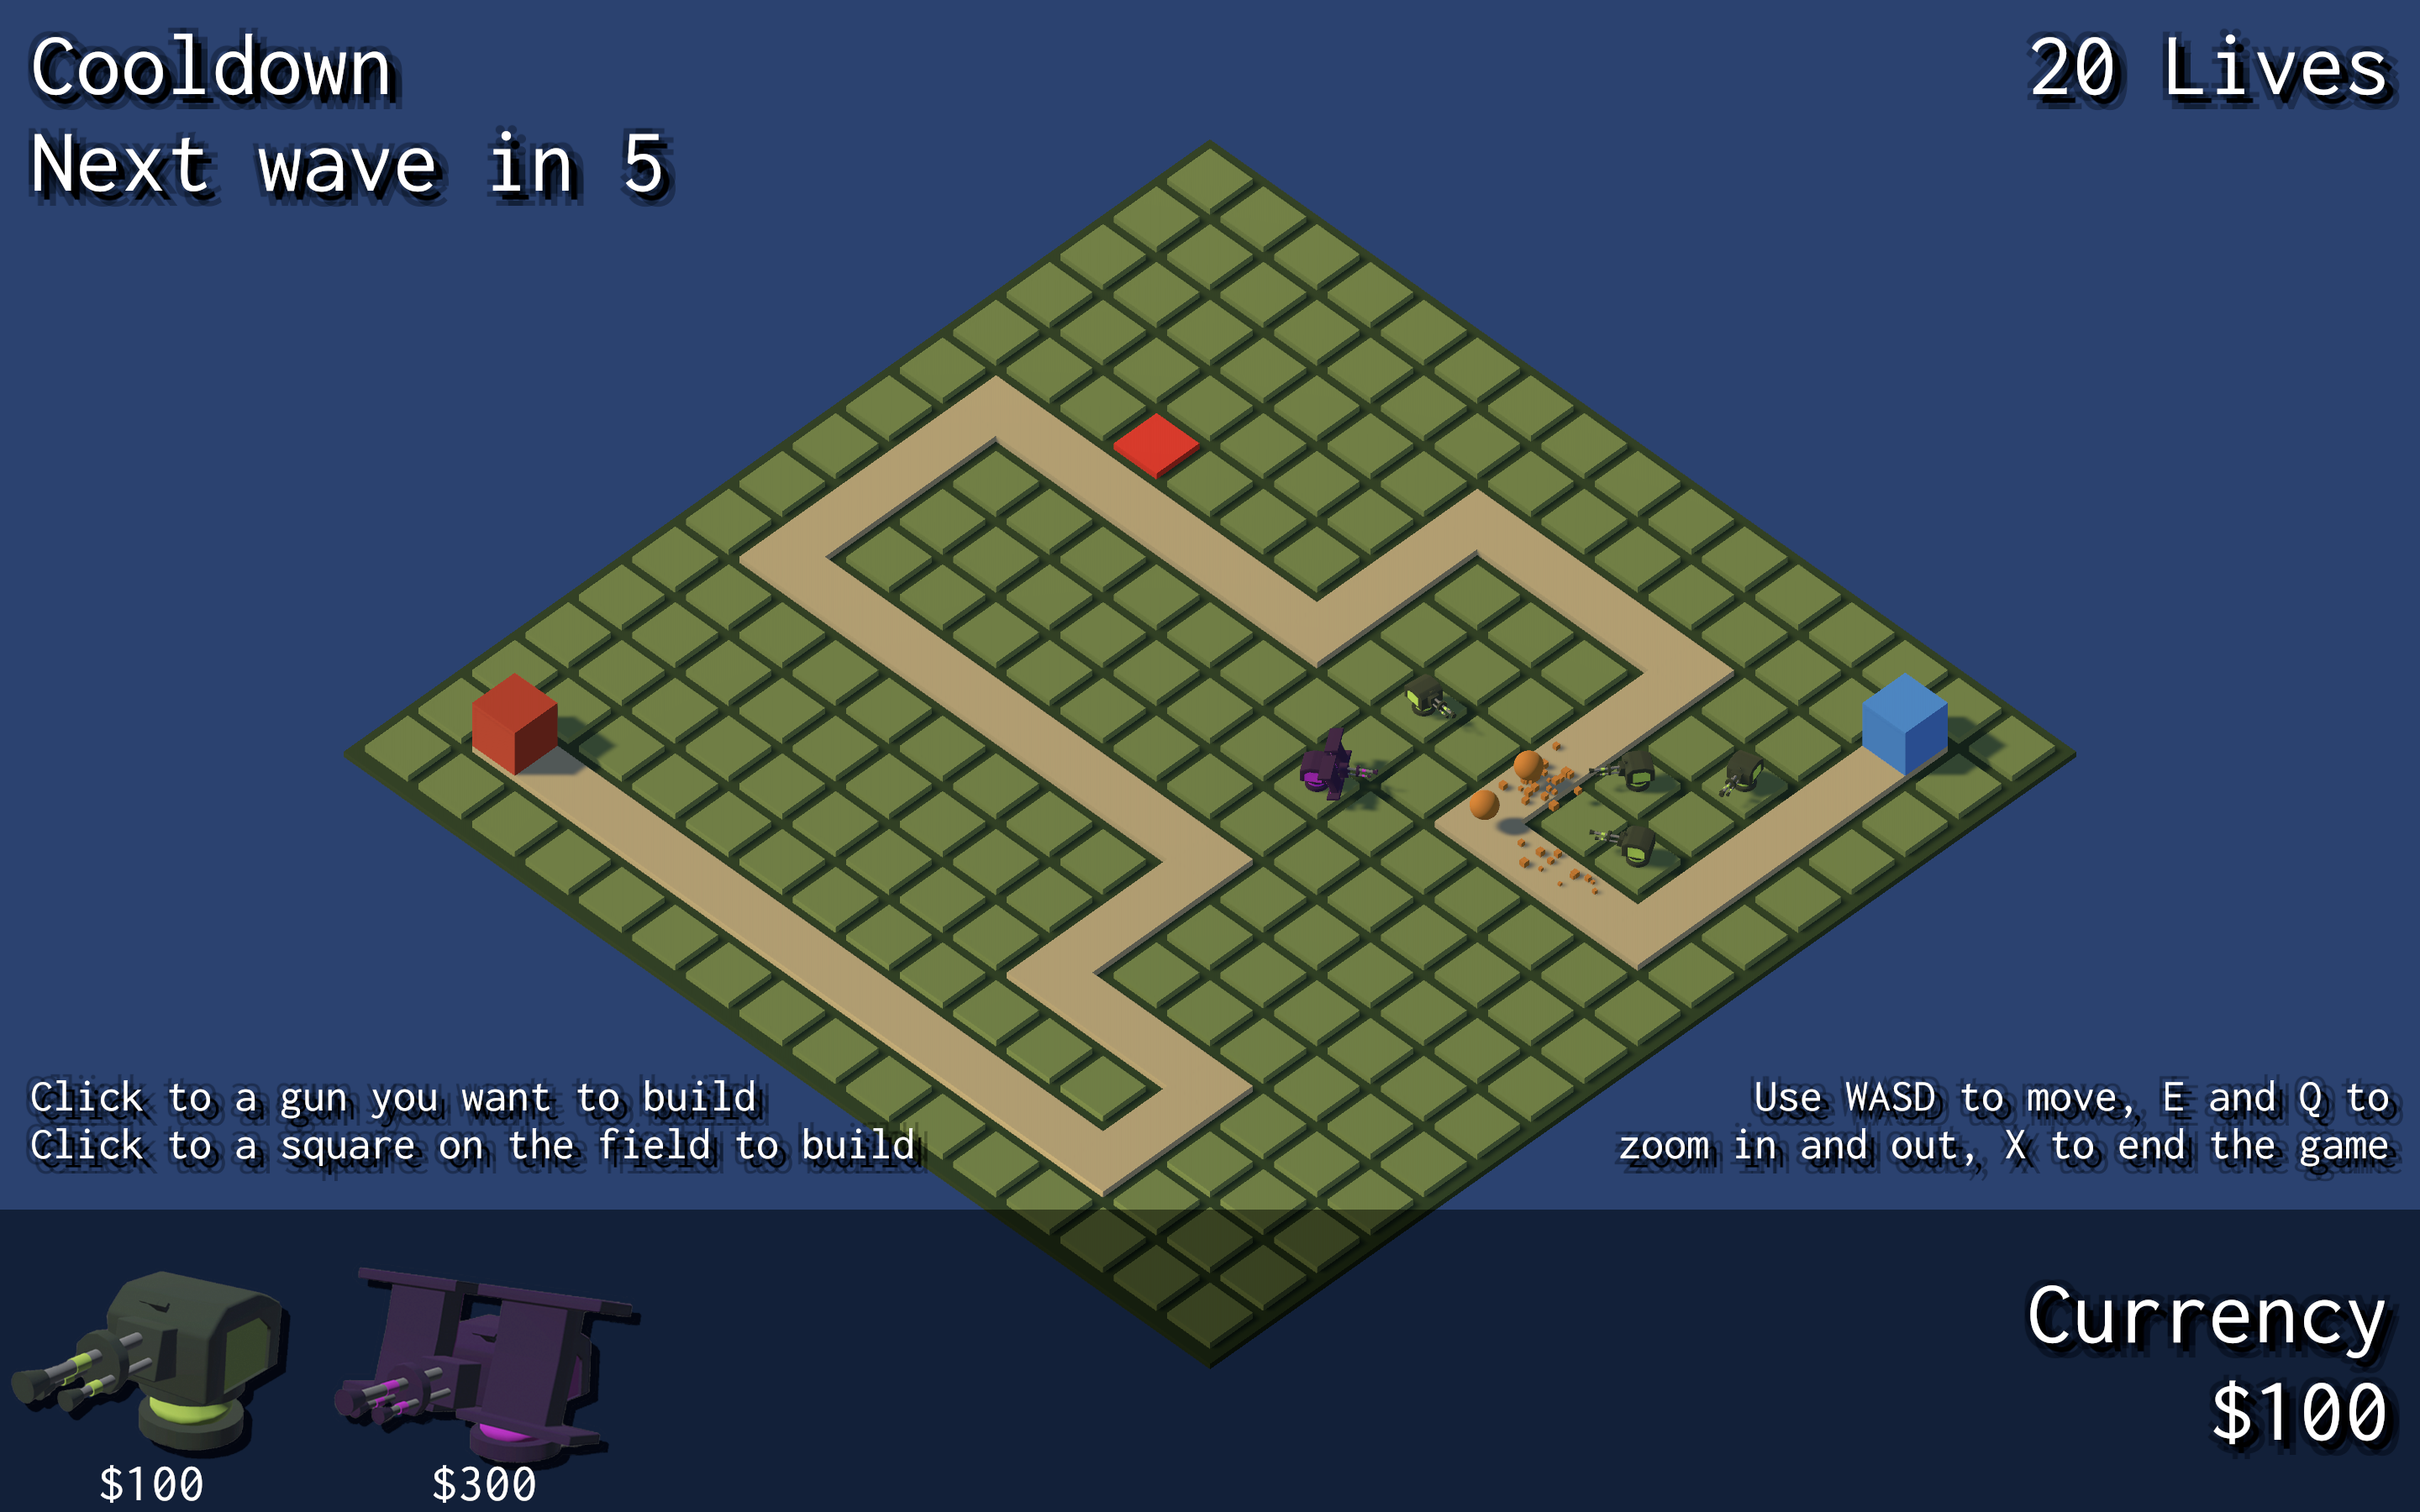 Cooldown
Next wave in 5
20 Lives
Click to a gun you want to build
Click to a square on the field to build
Use WASD to move, E and Q to
zoom in and out, X to end the game
$100
$300
Currency
$100